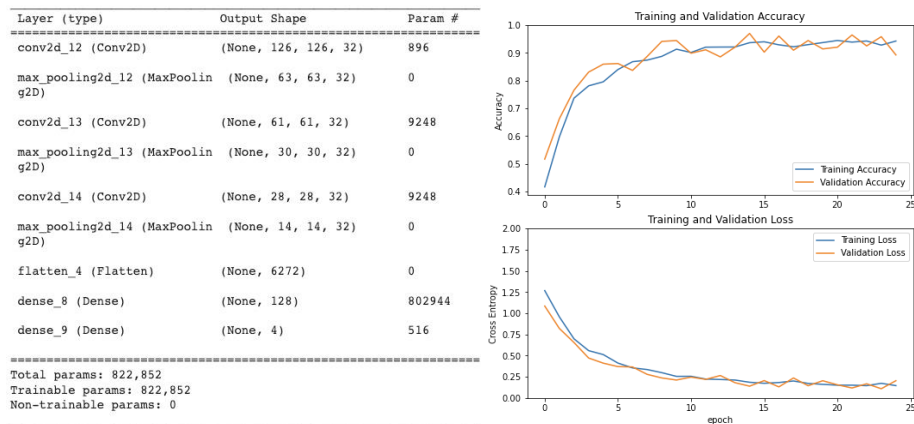 Layer (type) Output Shape Param #
conv2d_12 (Conv2D) (None, 126, 126, 32) 896
max_pooling2d_12 (MaxPoolin (None, 63, 63, 32) 0
g2D)
conv2d_13 (Conv2D) (None, 61, 61, 32) 9248
max_pooling2d_13 (MaxPoolin (None, 30, 30, 32) 0
g2D)
conv2d_14 (Conv2D) (None, 28, 28, 32) 9248
max_pooling2d_14 (MaxPoolin (None, 14, 14, 32) 0
g2D)
flatten_4 (Flatten) (None, 6272) 0
dense_8 (Dense) (None, 128) 802944
dense_9 (Dense) (None, 4) 516
Total params: 822,852
Trainable params: 822,852
Non-trainable params: 0
Training and Validation Accuracy
Accuracy
1.0
0.9
0.8
0.7
0.6
0.5
0.4
Training Accuracy
Validation Accuracy
0 5 10 15 20 25
Training and Validation Loss
Cross Entropy
2.00
1.75
1.50
1.25
1.00
0.75
0.50
0.25
0.00
Training Loss
Validation Loss
0 5 10 15 20 25
epoch